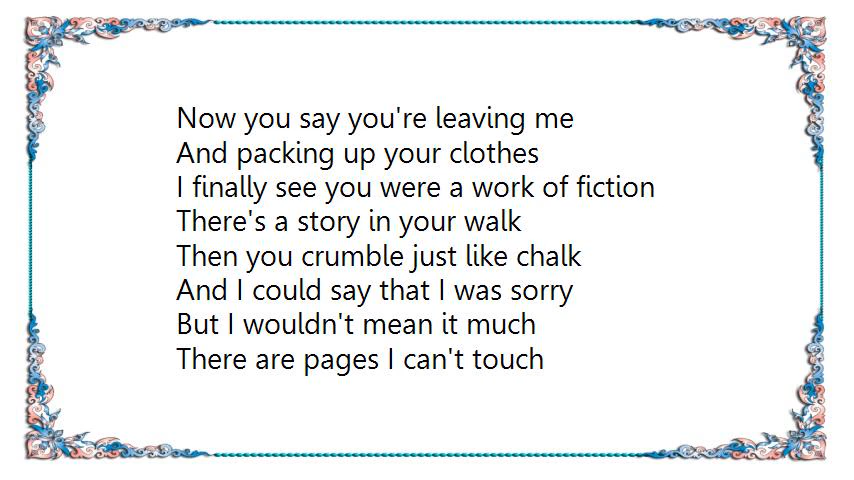 Now you say you're leaving me
And packing up your clothes
I finally see you were a work of fiction
There's a story in your walk
Then you crumble just like chalk
And I could say that I was sorry
But I wouldn't mean it much
There are pages I can't touch